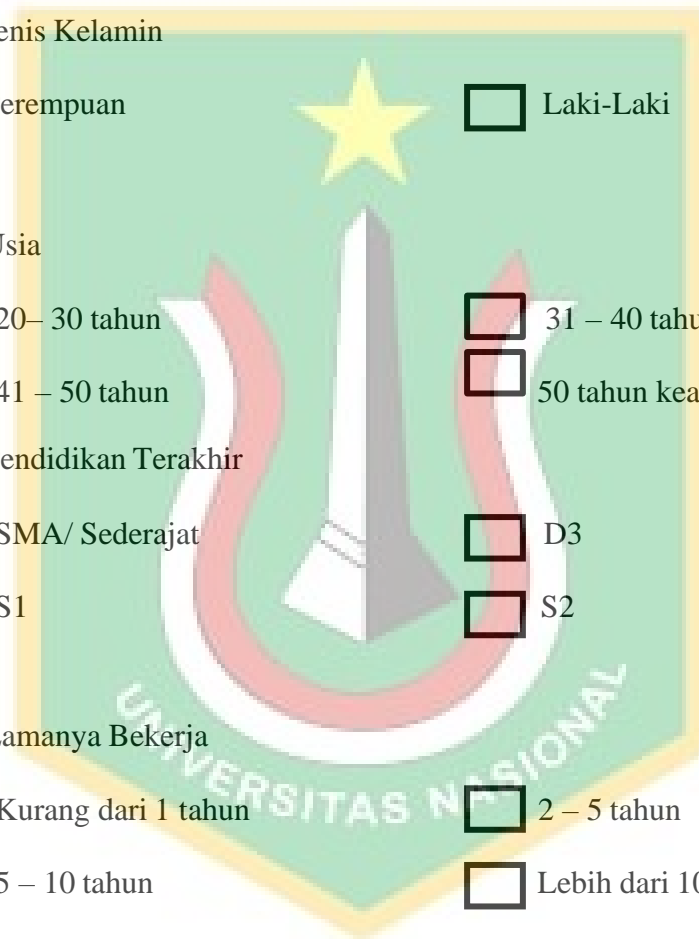 enis Kelamin
erempuan Laki-Laki
Usia
20– 30 tahun 31 – 40 tahu
41 – 50 tahun 50 tahun kea
endidikan Terakhir
SMA/ Sederajat D3
S1 S2
amanya Bekerja
Kurang dari 1 tahun 2 – 5 tahun
5 – 10 tahun Lebih dari 10
UNIVERSITAS NASIONAL